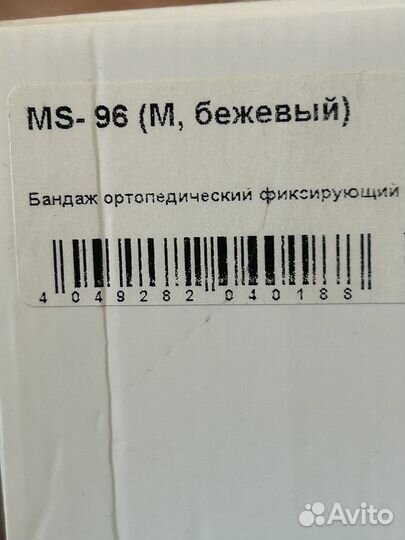 MS- 96 (М, бежевый)
Бандаж ортопедический фиксирующий
4 049282 040188
Avito